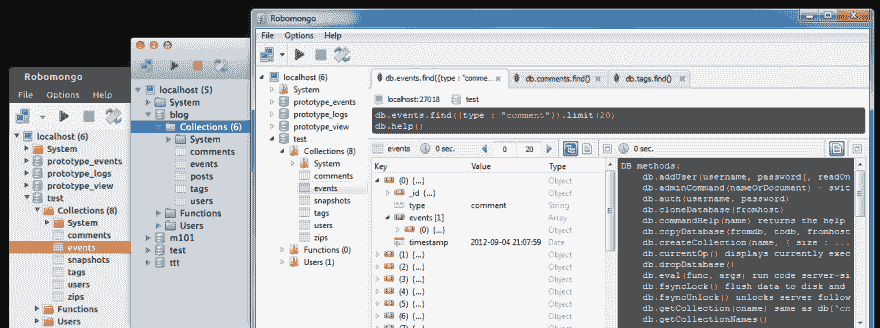 Robomongo
File Options Help
localhost (6)
System
prototype_events
prototype_logs
prototype_view
test
Collections (8)
System
comments
events
snapshots
tags
users
zips
Functions
Users
localhost (5)
System
blog
Collections (6)
System
comments
events
posts
tags
users
Functions
Users
m101
test
ttt
Robomongo
File Options Help
localhost (6)
System
prototype_events
prototype_logs
prototype_view
test
Collections (8)
System
comments
events
snapshots
tags
users
zips
Functions (0)
Users (1)
db.events.find({type : "comme... db.comments.find() db.tags.find()
localhost:27018 test
db.events.find({type : "comment"}).limit(20)
db.help()
events 0 sec. 0 20
Key Value Type
(0) {...} Object
_id {...} Object
type comment String
events [1] Array
(0) {...} Object
timestamp 2012-09-04 21:07:59 Date
(1) {...} Object
(2) {...} Object
(3) {...} Object
(4) {...} Object
(5) {...} Object
(6) {...} Object
0 sec.
DB methods:
db.addUser(username, password[, readOn
db.adminCommand(nameOrDocument) - swit
db.auth(username, password)
db.cloneDatabase(fromhost)
db.commandHelp(name) returns the help
db.copyDatabase(fromdb, todb, fromhost
db.createCollection(name, { size : ...
db.currentOp() displays currently exec
db.dropDatabase()
db.eval(func, args) run code server-si
db.fsyncLock() flush data to disk and
db.fsyncUnlock() unlocks server follow
db.getCollection(cname) same as db['cn
db.getCollectionNames()